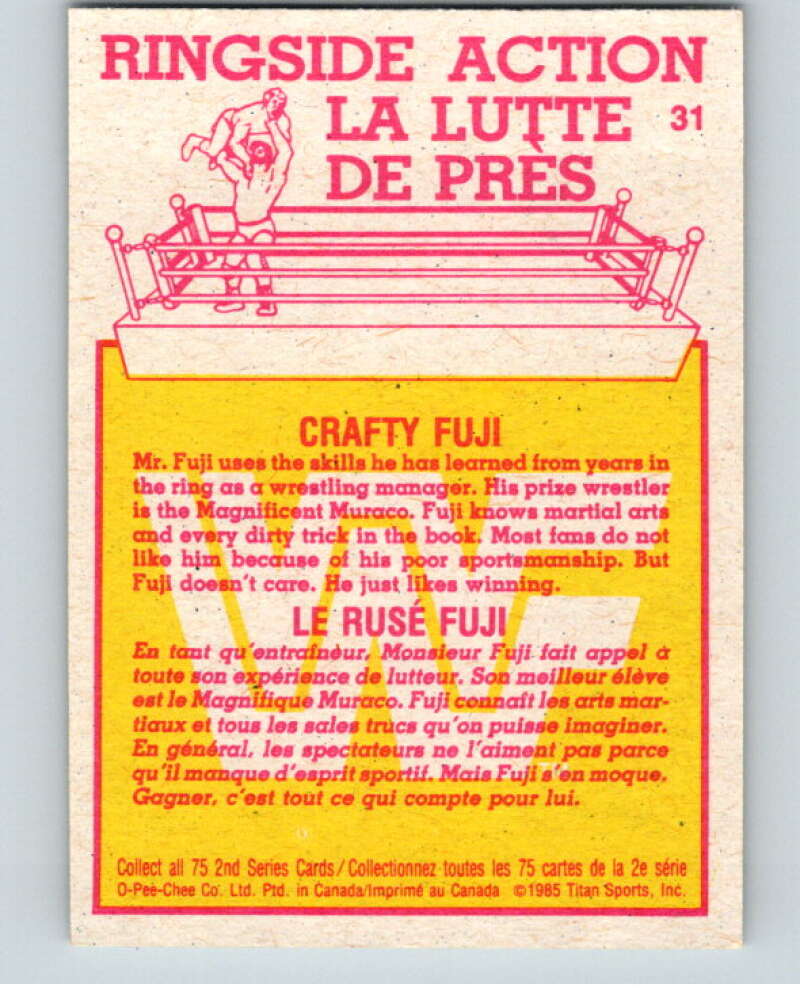 RINGSIDE ACTION
LA LUTTE 31
DE PRÈS
CRAFTY FUJI
Mr. Fuji uses the skills he has learned from years in
the ring as a wrestling manager. His prize wrestler
is the Magnificent Muraco. Fuji knows martial arts
and every dirty trick in the book. Most fans do not
like him because of his poor sportsmanship. But
Fuji doesn't care. He just likes winning.
LE RUSÉ FUJI
En tant qu'entraîneur, Monsieur Fuji fait appel à
toute son expérience de lutteur. Son meilleur élève
est le Magnifique Muraco. Fuji connaît les arts mar-
tiaux et tous les sales trucs qu'on puisse imaginer.
En général, les spectateurs ne l'aiment pas parce
qu'il manque d'esprit sportif. Mais Fuji s'en moque.
Gagner, c'est tout ce qui compte pour lui.
Collect all 75 2nd Series Cards/Collectionnez toutes les 75 cartes de la 2e série
O-Pee-Chee Co. Ltd. Ptd. in Canada/Imprimé au Canada ©1985 Titan Sports, Inc.